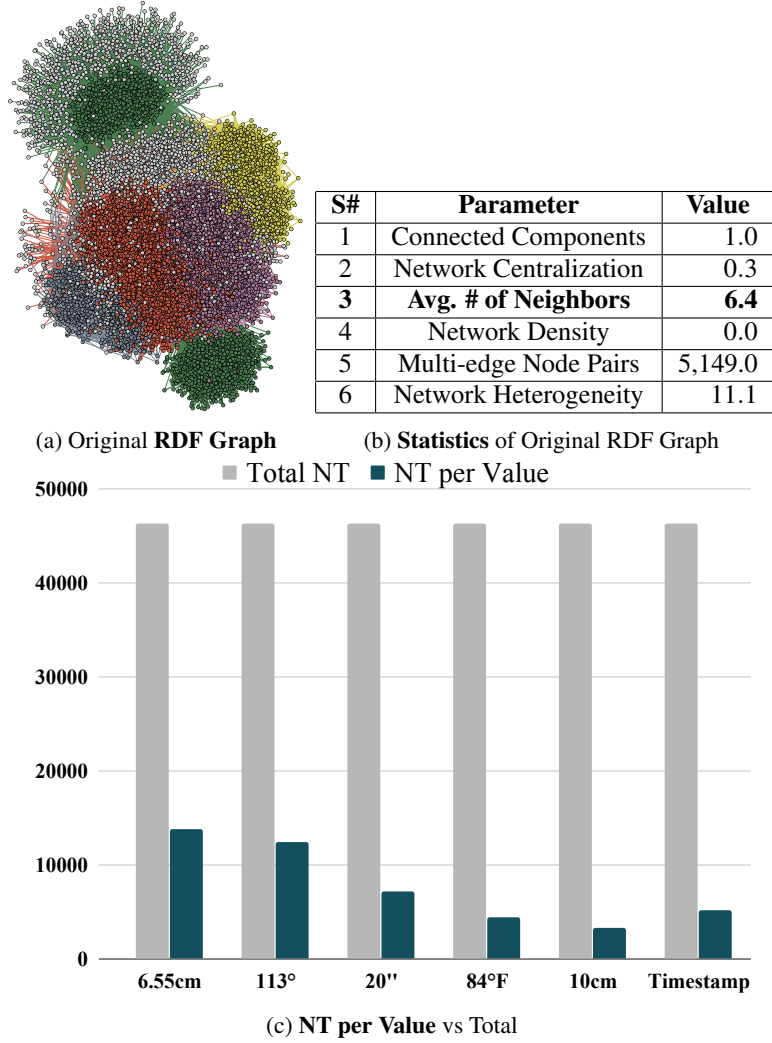 S# Parameter Value
1 Connected Components 1.0
2 Network Centralization 0.3
3 Avg. # of Neighbors 6.4
4 Network Density 0.0
5 Multi-edge Node Pairs 5,149.0
6 Network Heterogeneity 11.1
(a) Original RDF Graph
(b) Statistics of Original RDF Graph
Total NT NT per Value
50000
40000
30000
20000
10000
0
6.55cm 113° 20'' 84°F 10cm Timestamp
(c) NT per Value vs Total